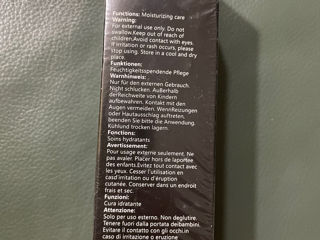 Functions: Moisturizing care
Warning:
For external use only. Do not
swallow.Keep out of reach of
children.Avoid contact with eyes.
If irritation or rash occurs, please
stop using. Store in a cool and dry
place.
Funktionen:
Feuchtigkeitsspendende Pflege
Warnhinweis:
Nur für den externen Gebrauch.
Nicht schlucken. Außerhalb
derReichweite von Kindern
aufbewahren. Kontakt mit den
Augen vermeiden. WennReizungen
oder Hautausschlag auftreten,
beenden Sie bitte die Anwendung.
Kühlund trocken lagern.
Fonctions:
Soins hydratants
Avertissement:
Pour usage externe seulement. Ne
pas avaler. Placer hors de laportee
des enfants.Evitez tout contact avec
les yeux. Cesser l'utilisation en
casd'irritation ou d'éruption
cutanée. Conserver dans un endroit
frais et sec.
Funzioni:
Cura idratante
Attenzione:
Solo per uso esterno. Non deglutire.
Tenere fuori dalla portata deibambini.
Evitare il contatto con gli occhi.in
caso di irritazione o eruzione